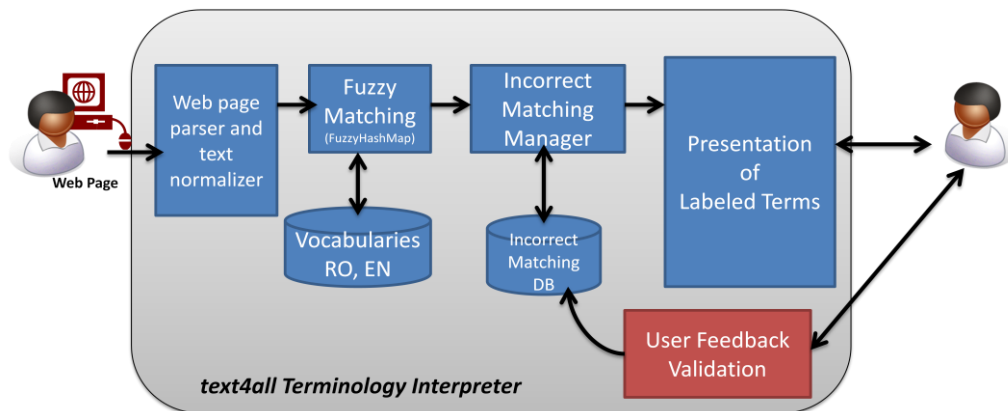 Web Page
Web page
parser and
text
normalizer
Fuzzy
Matching
(FuzzyHashMap)
Vocabularies
RO, EN
Incorrect
Matching
Manager
Incorrect
Matching
DB
Presentation
of
Labeled Terms
User Feedback
Validation
text4all Terminology Interpreter